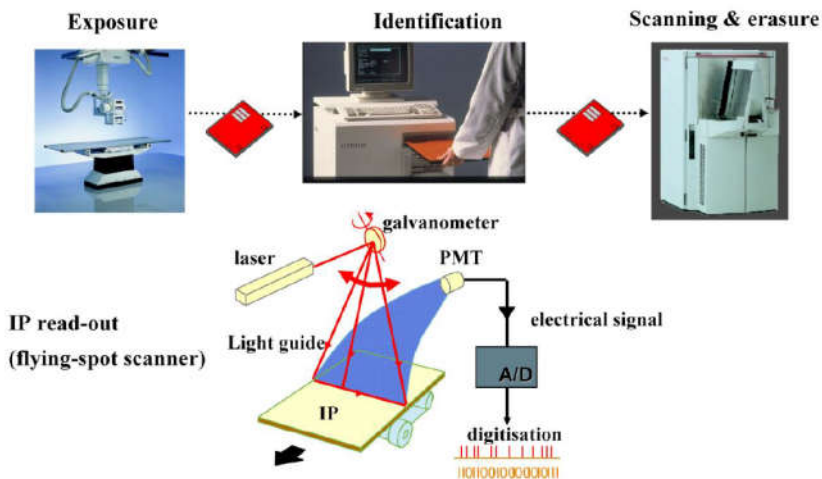 Exposure
Identification
Scanning & erasure
galvanometer
laser
PMT
IP read-out
(flying-spot scanner)
Light guide
electrical signal
A/D
IP
digitisation